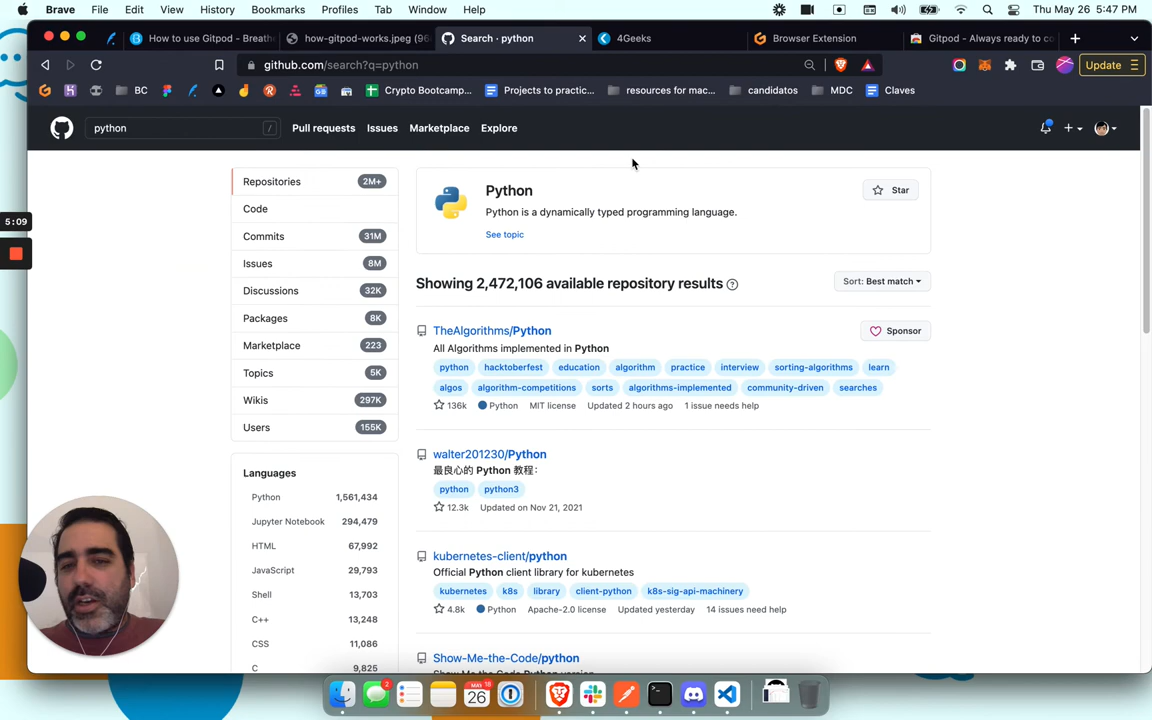 Brave File Edit View History Bookmarks Profiles Tab Window Help Thu May 26 5:47 PM
How to use Gitpod - Breathe how-gitpod-works.jpeg (96 Search · python 4Geeks Browser Extension Gitpod - Always ready to co
github.com/search?q=python Update
BC Crypto Bootcamp... Projects to practic... resources for mac... candidatos MDC Claves
python / Pull requests Issues Marketplace Explore
5:09
Repositories 2M+
Code
Commits 31M
Issues 8M
Discussions 32K
Packages 8K
Marketplace 223
Topics 5K
Wikis 297K
Users 155K
Languages
Python 1,561,434
Jupyter Notebook 294,479
HTML 67,992
JavaScript 29,793
Shell 13,703
C++ 13,248
CSS 11,086
C 9,825
Python Star
Python is a dynamically typed programming language.
See topic
Showing 2,472,106 available repository results ? Sort: Best match
TheAlgorithms/Python Sponsor
All Algorithms implemented in Python
python hacktoberfest education algorithm practice interview sorting-algorithms learn
algos algorithm-competitions sorts algorithms-implemented community-driven searches
136k Python MIT license Updated 2 hours ago 1 issue needs help
walter201230/Python
最良心的 Python 教程：
python python3
12.3k Updated on Nov 21, 2021
kubernetes-client/python
Official Python client library for kubernetes
kubernetes k8s library client-python k8s-sig-api-machinery
4.8k Python Apache-2.0 license Updated yesterday 14 issues need help
Show-Me-the-Code/python
Show Me the Code Python version
2
MAY 18
26